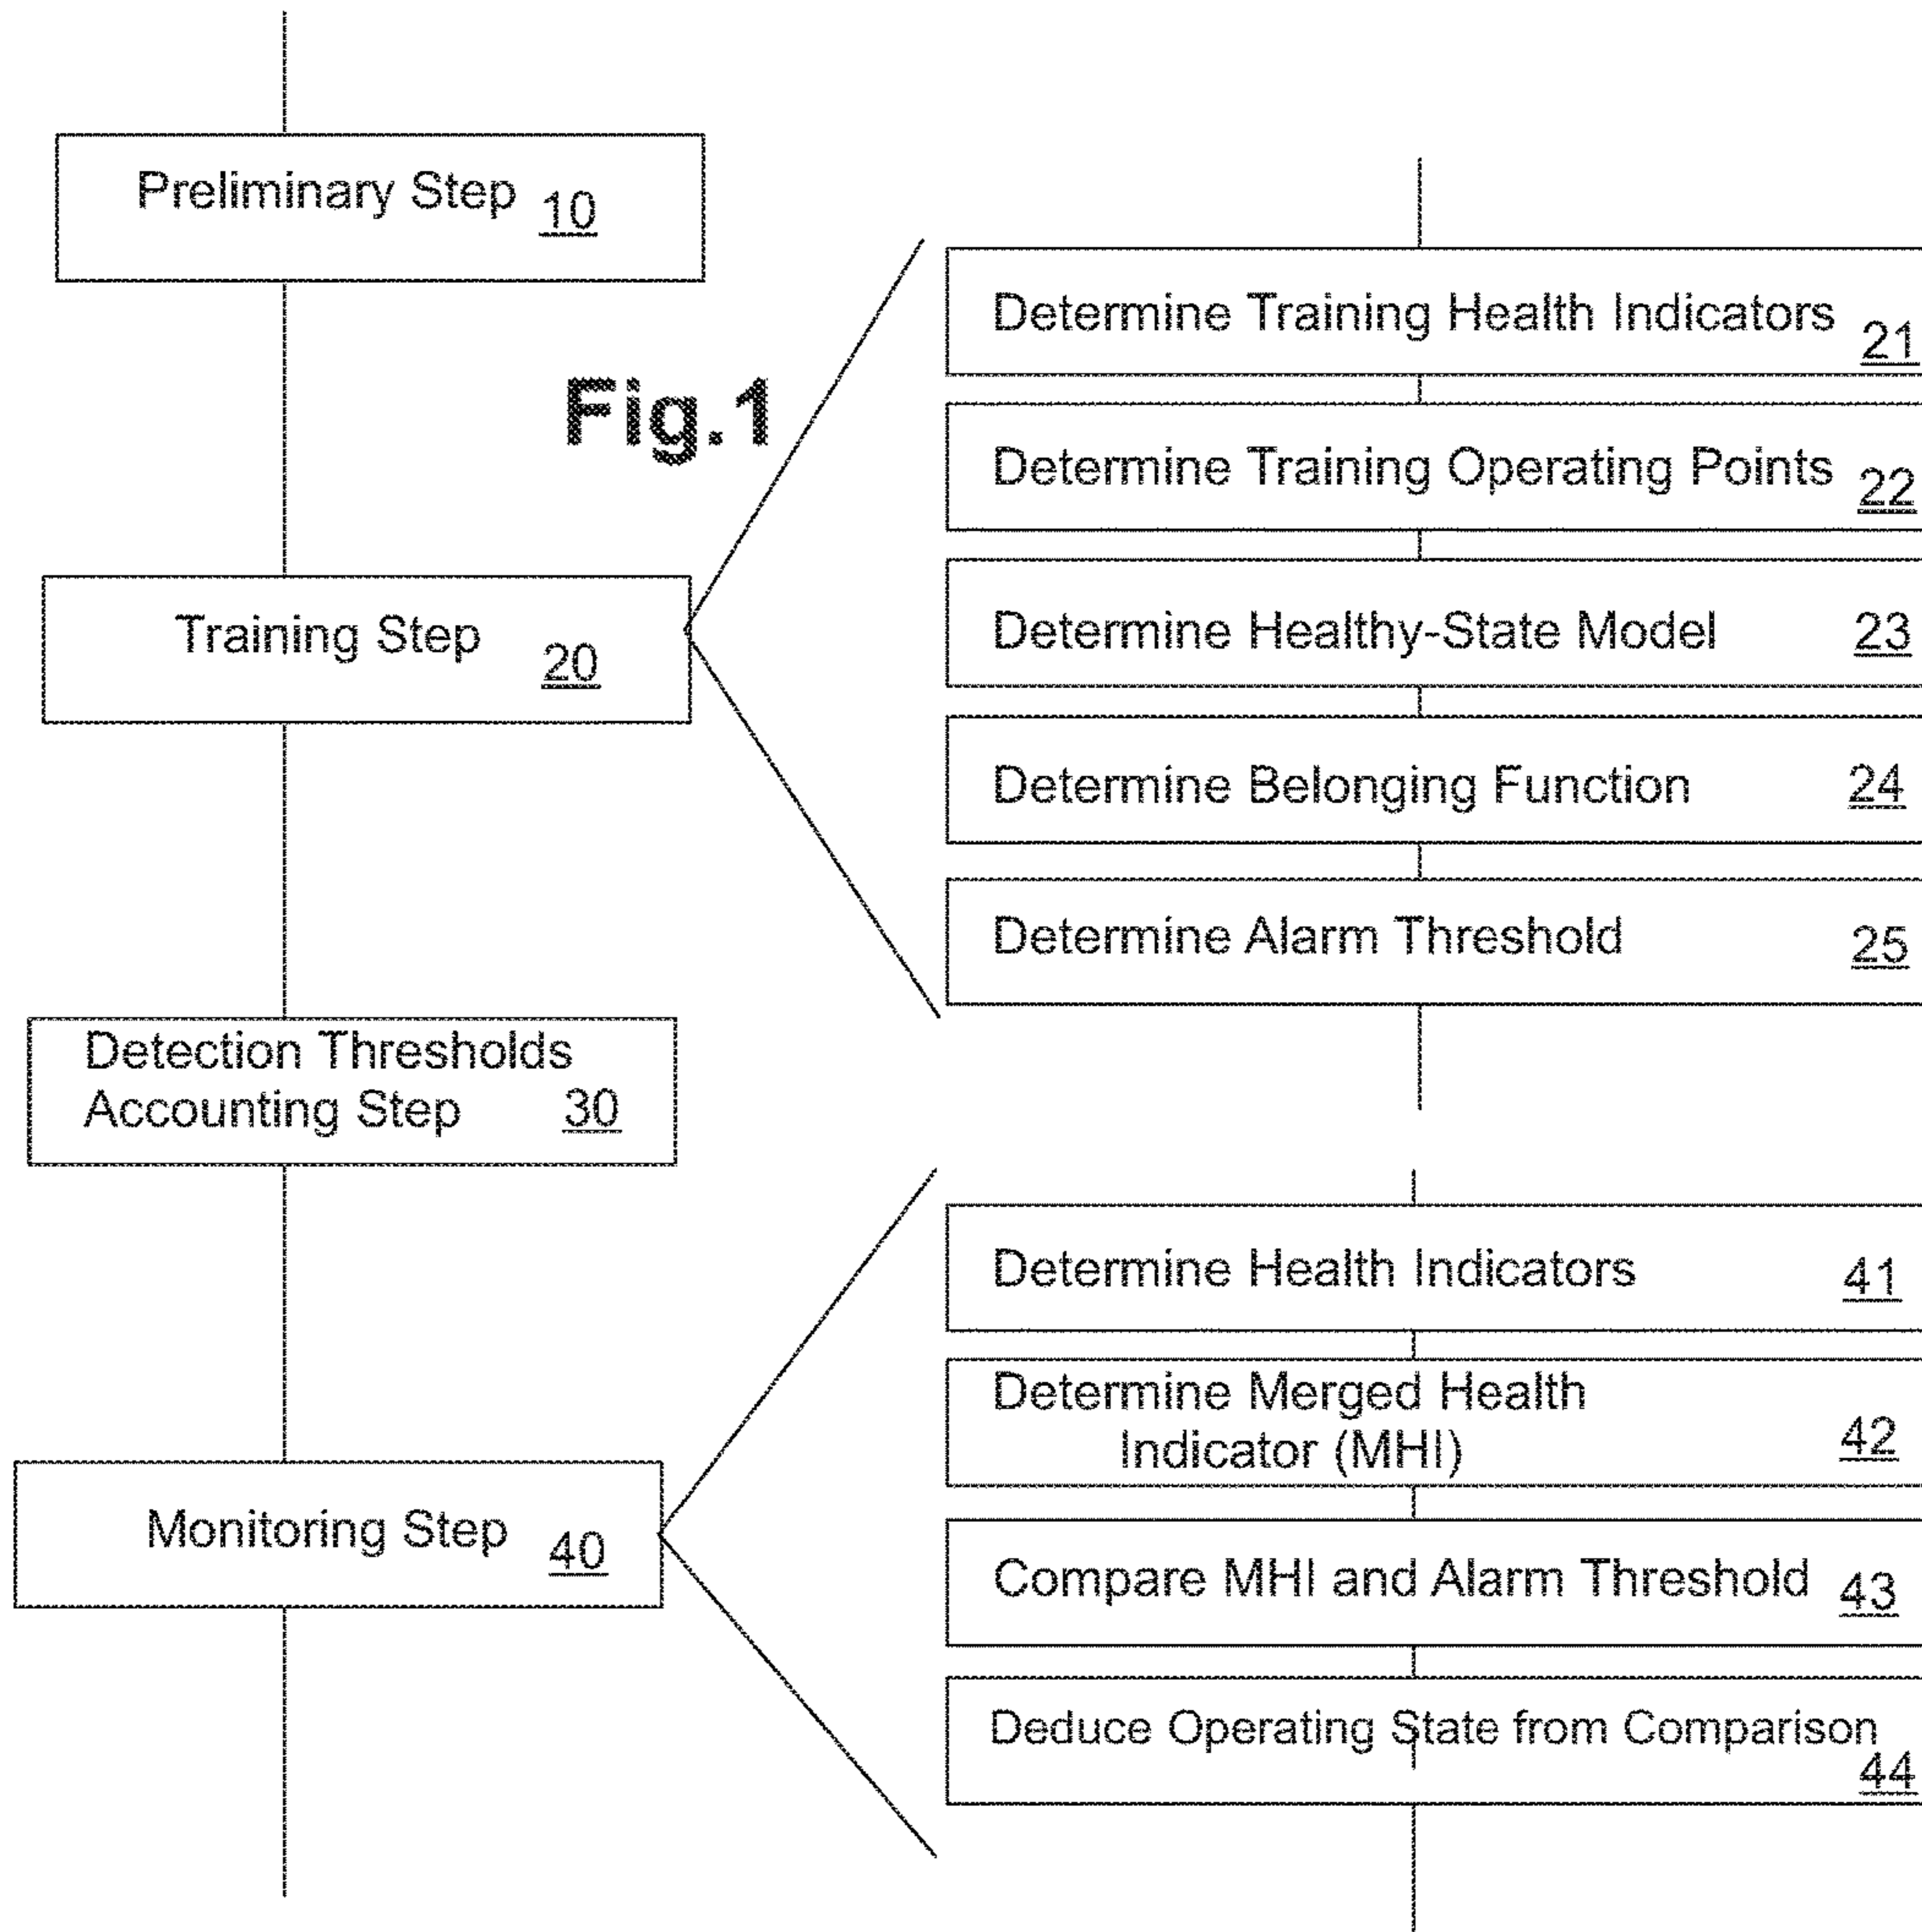 Preliminary Step 10
Fig.1
Training Step 20
Detection Thresholds
Accounting Step 30
Monitoring Step 40
Determine Training Health Indicators 21
Determine Training Operating Points 22
Determine Healthy-State Model 23
Determine Belonging Function 24
Determine Alarm Threshold 25
Determine Health Indicators 41
Determine Merged Health
Indicator (MHI) 42
Compare MHI and Alarm Threshold 43
Deduce Operating State from Comparison
44